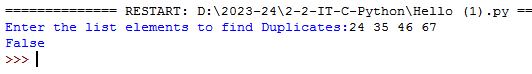 ============== RESTART: D:\2023-24\2-2-IT-C-Python\Hello (1).py ==
Enter the list elements to find Duplicates:24 35 46 67
False
>>>